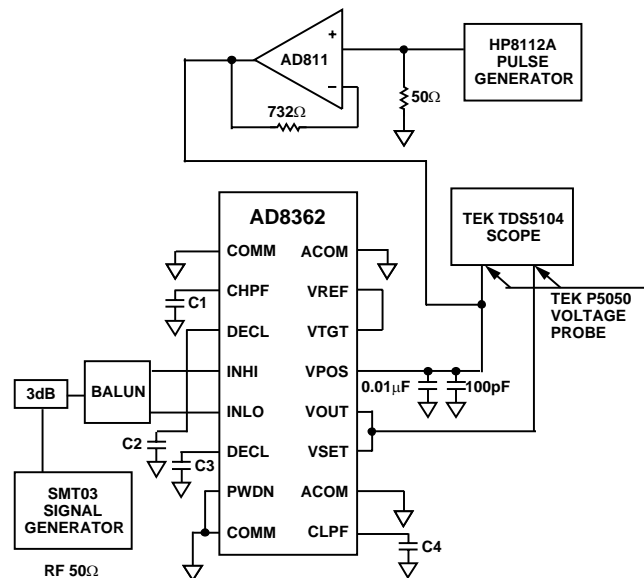 HP8112A
PULSE
GENERATOR
+
AD811
–
732Ω
50Ω
AD8362
TEK TDS5104
SCOPE
TEK P5050
VOLTAGE
PROBE
COMM
ACOM
CHPF
VREF
C1
DECL
VTGT
INHI
VPOS
0.01μF
100pF
3dB
BALUN
INLO
VOUT
C2
DECL
VSET
C3
PWDN
ACOM
SMT03
SIGNAL
GENERATOR
COMM
CLPF
C4
RF 50Ω